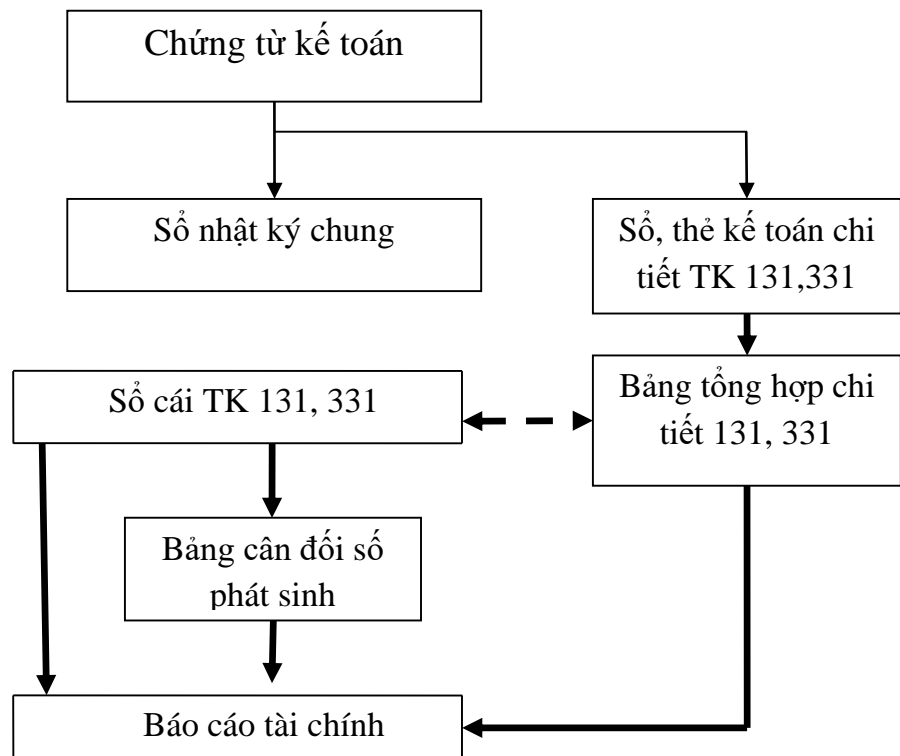 Chứng từ kế toán
Sổ nhật ký chung
Sổ, thẻ kế toán chi
tiết TK 131,331
Sổ cái TK 131, 331
Bảng tổng hợp chi
tiết 131, 331
Bảng cân đối số
phát sinh
Báo cáo tài chính